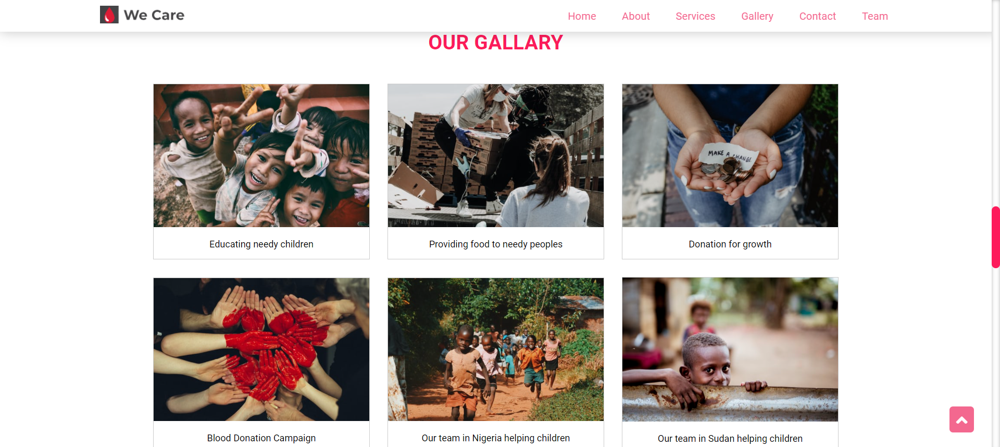 We Care
Home
About
Services
Gallery
Contact
Team
OUR GALLARY
MAKE A CHANGE
Educating needy children
Providing food to needy peoples
Donation for growth
Blood Donation Campaign
Our team in Nigeria helping children
Our team in Sudan helping children